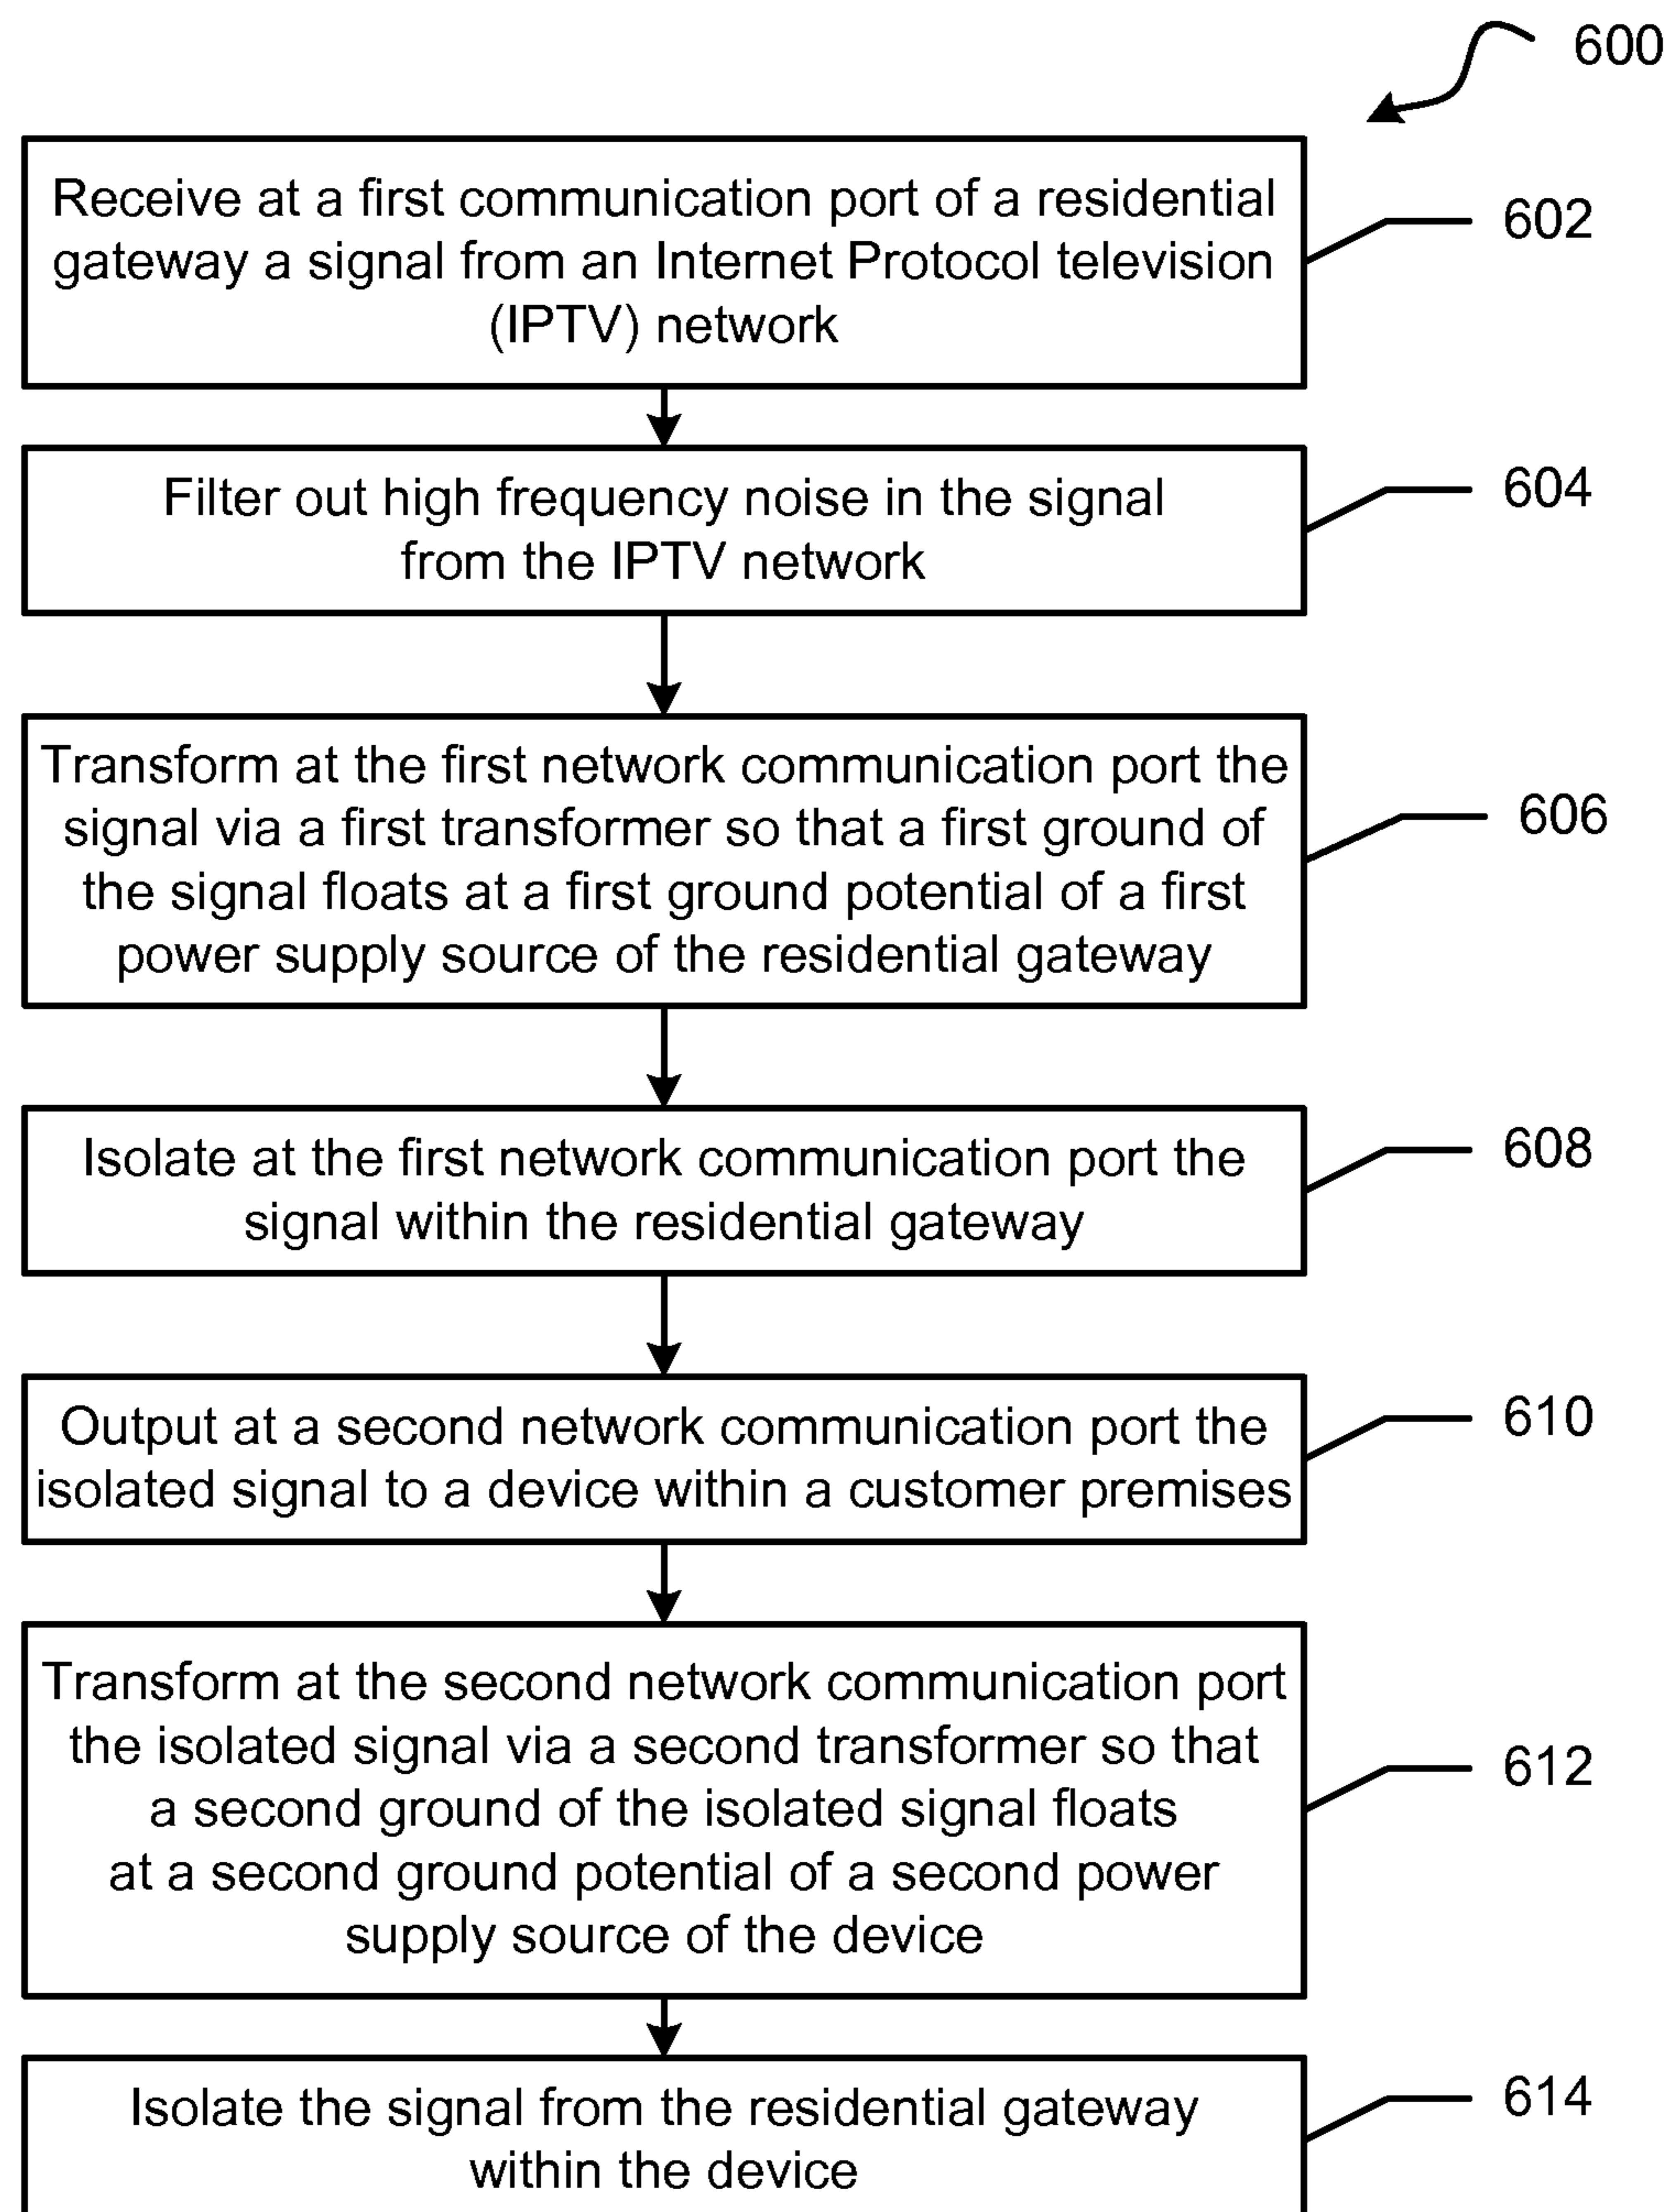 600
Receive at a first communication port of a residential
gateway a signal from an Internet Protocol television
(IPTV) network
602
Filter out high frequency noise in the signal
from the IPTV network
604
Transform at the first network communication port the
signal via a first transformer so that a first ground of
the signal floats at a first ground potential of a first
power supply source of the residential gateway
606
Isolate at the first network communication port the
signal within the residential gateway
608
Output at a second network communication port the
isolated signal to a device within a customer premises
610
Transform at the second network communication port
the isolated signal via a second transformer so that
a second ground of the isolated signal floats
at a second ground potential of a second power
supply source of the device
612
Isolate the signal from the residential gateway
within the device
614